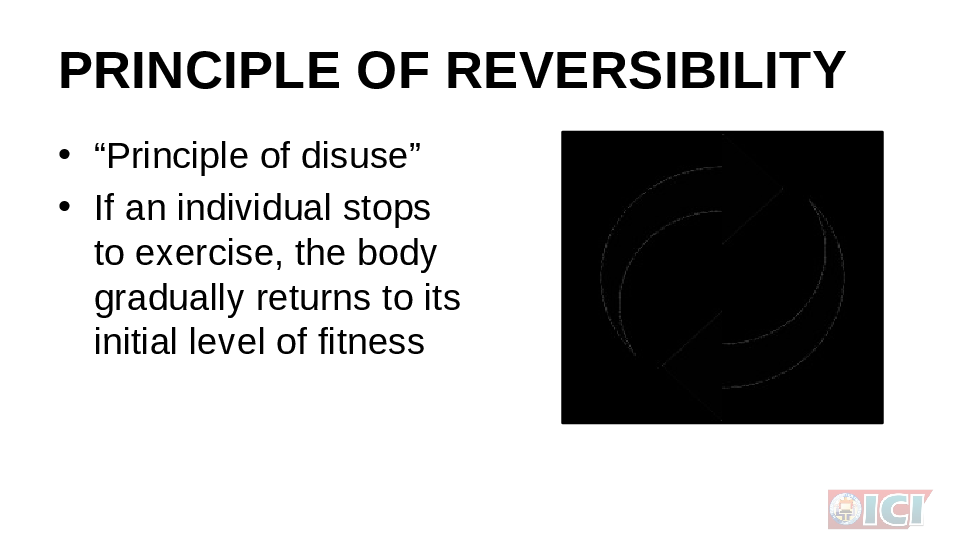 PRINCIPLE OF REVERSIBILITY
• “Principle of disuse”
• If an individual stops
to exercise, the body
gradually returns to its
initial level of fitness
ICI